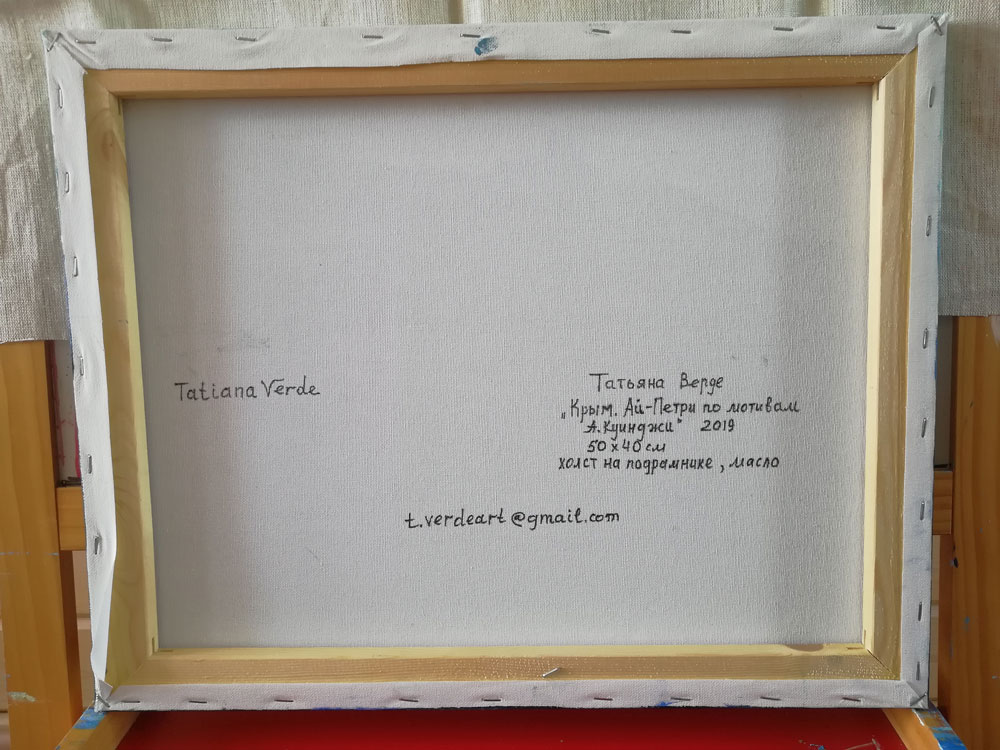 Tatiana Verde
Татьяна Верде
„Крым. Ай-Петри по мотивам
А. Куинджи" 2019
50 х 40 см
холст на подрамнике, масло
t.verdeart@gmail.com